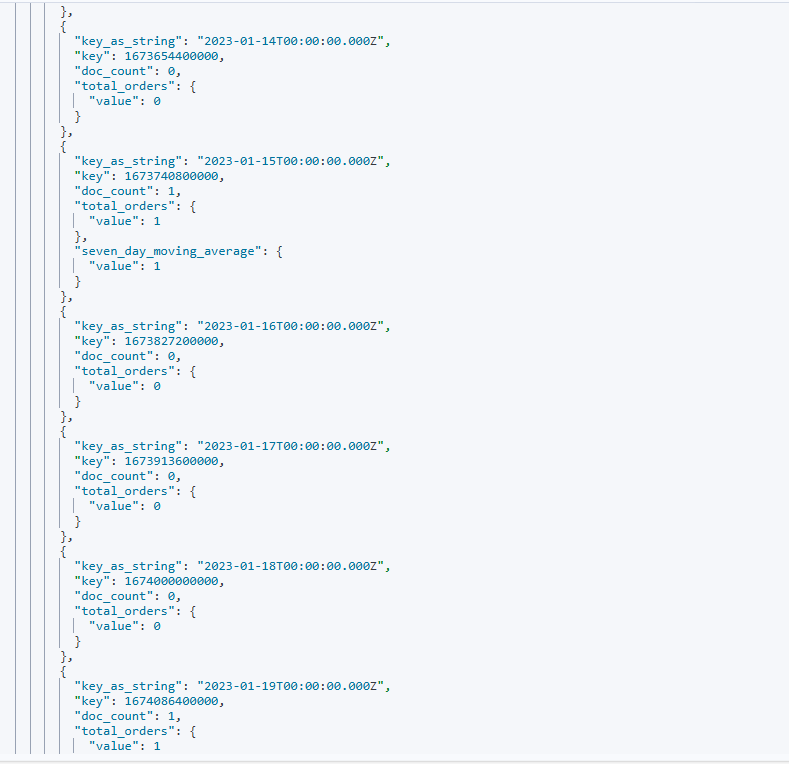 },
{
"key_as_string": "2023-01-14T00:00:00.000Z",
"key": 1673654400000,
"doc_count": 0,
"total_orders": {
"value": 0
}
},
{
"key_as_string": "2023-01-15T00:00:00.000Z",
"key": 1673740800000,
"doc_count": 1,
"total_orders": {
"value": 1
},
"seven_day_moving_average": {
"value": 1
}
},
{
"key_as_string": "2023-01-16T00:00:00.000Z",
"key": 1673827200000,
"doc_count": 0,
"total_orders": {
"value": 0
}
},
{
"key_as_string": "2023-01-17T00:00:00.000Z",
"key": 1673913600000,
"doc_count": 0,
"total_orders": {
"value": 0
}
},
{
"key_as_string": "2023-01-18T00:00:00.000Z",
"key": 1674000000000,
"doc_count": 0,
"total_orders": {
"value": 0
}
},
{
"key_as_string": "2023-01-19T00:00:00.000Z",
"key": 1674086400000,
"doc_count": 1,
"total_orders": {
"value": 1